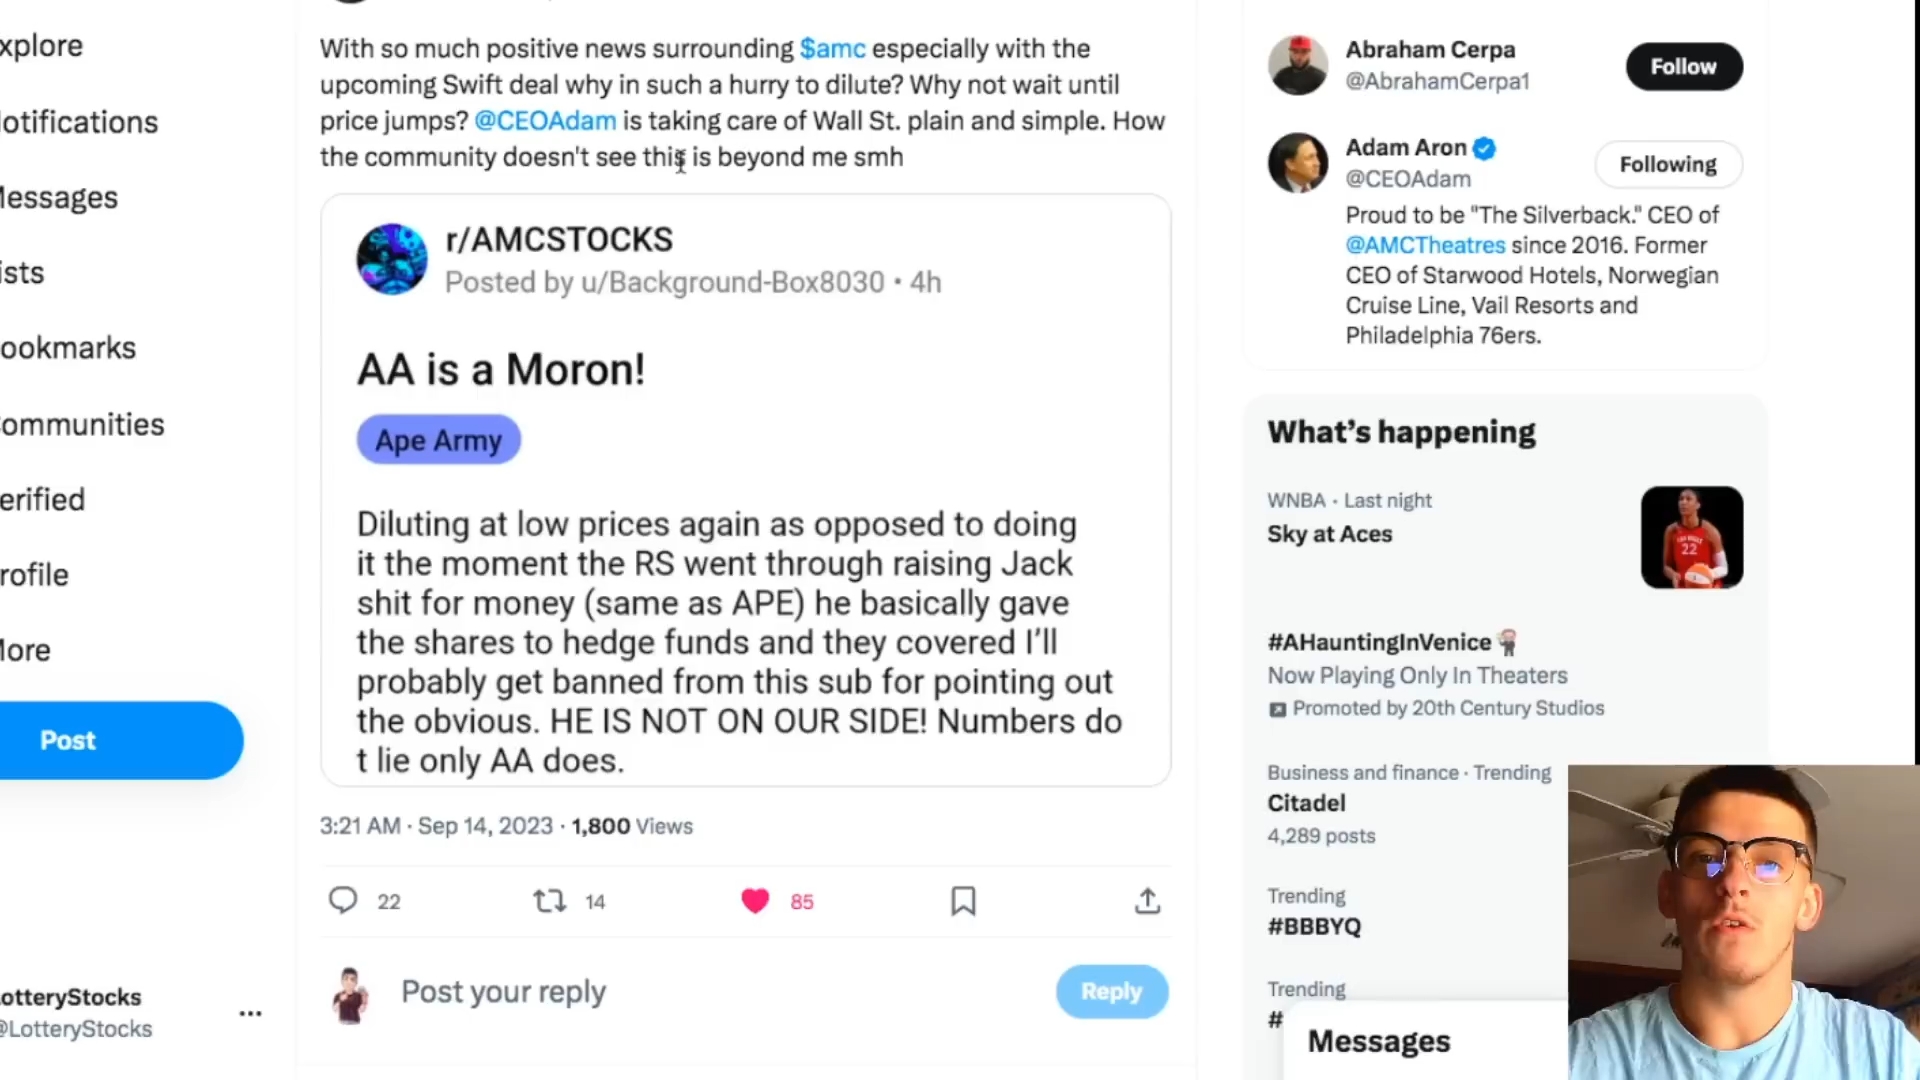 xplore
otifications
essages
ists
ookmarks
ommunities
erified
rofile
ore
Post
otteryStocks
@LotteryStocks
With so much positive news surrounding $amc especially with the
upcoming Swift deal why in such a hurry to dilute? Why not wait until
price jumps? @CEOAdam is taking care of Wall St. plain and simple. How
the community doesn't see this is beyond me smh
r/AMCSTOCKS
Posted by u/Background-Box8030 • 4h
AA is a Moron!
Ape Army
Diluting at low prices again as opposed to doing
it the moment the RS went through raising Jack
shit for money (same as APE) he basically gave
the shares to hedge funds and they covered I'll
probably get banned from this sub for pointing out
the obvious. HE IS NOT ON OUR SIDE! Numbers do
t lie only AA does.
3:21 AM · Sep 14, 2023 · 1,800 Views
22 14 85
Post your reply
Reply
Abraham Cerpa
@AbrahamCerpa1
Follow
Adam Aron
@CEOAdam
Following
Proud to be "The Silverback." CEO of
@AMCTheatres since 2016. Former
CEO of Starwood Hotels, Norwegian
Cruise Line, Vail Resorts and
Philadelphia 76ers.
What's happening
WNBA · Last night
Sky at Aces
22
#AHauntingInVenice
Now Playing Only In Theaters
Promoted by 20th Century Studios
Business and finance · Trending
Citadel
4,289 posts
Trending
#BBBYQ
Trending
#
Messages